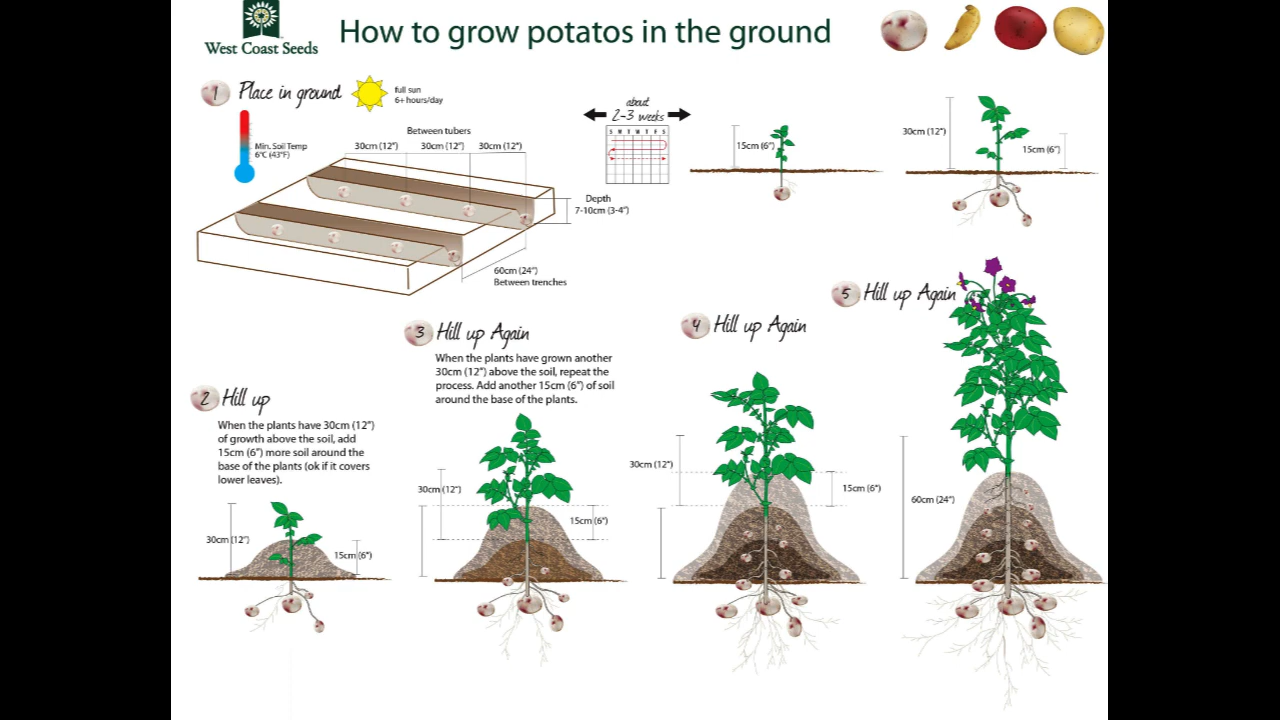 West Coast Seeds
How to grow potatos in the ground
1 Place in ground
full sun
6+ hours/day
Min. Soil Temp
6°C (43°F)
Between tubers
30cm (12")
30cm (12")
30cm (12")
Depth
7-10cm (3-4")
60cm (24")
Between trenches
about
2-3 weeks
S M T W T F S
15cm (6")
30cm (12")
15cm (6")
2 Hill up
When the plants have 30cm (12")
of growth above the soil, add
15cm (6") more soil around the
base of the plants (ok if it covers
lower leaves).
30cm (12")
15cm (6")
3 Hill up Again
When the plants have grown another
30cm (12") above the soil, repeat the
process. Add another 15cm (6") of soil
around the base of the plants.
30cm (12")
15cm (6")
4 Hill up Again
30cm (12")
15cm (6")
5 Hill up Again
60cm (24")